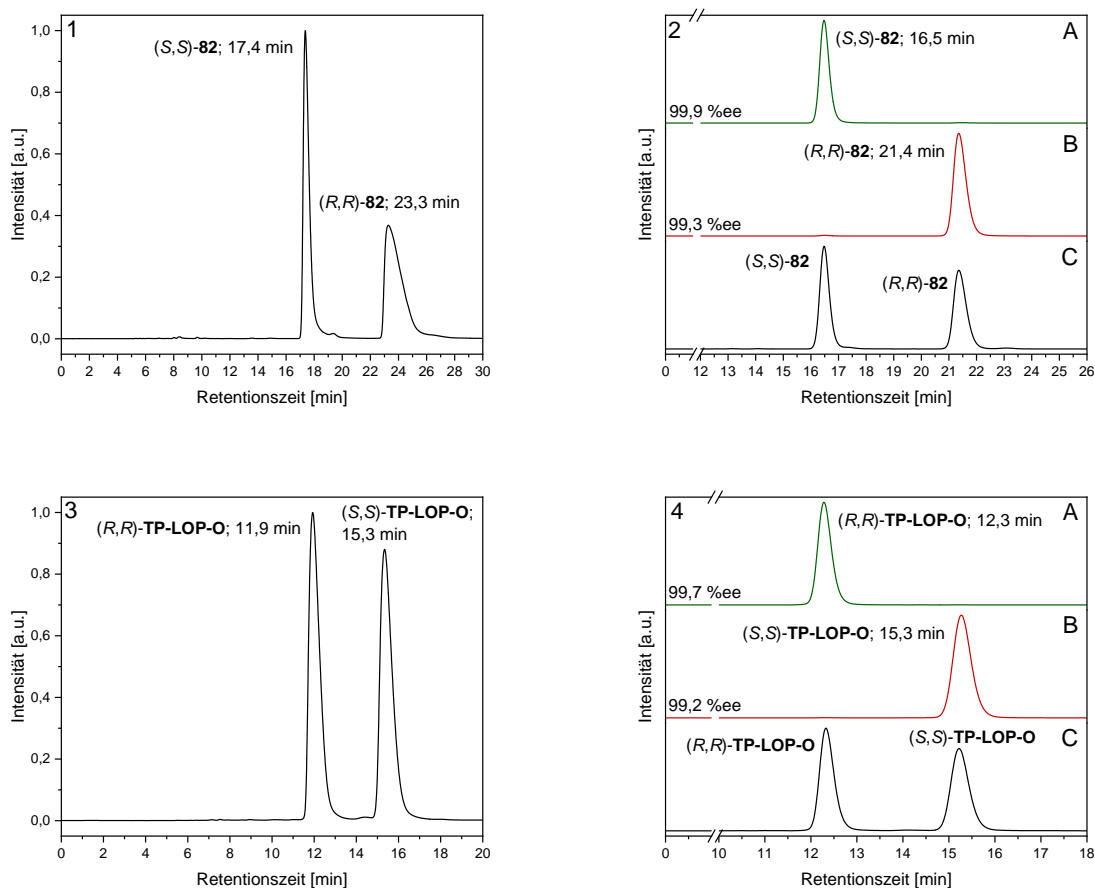 1
(S,S)-82; 17,4 min
(R,R)-82; 23,3 min
1,0
0,8
0,6
0,4
0,2
0,0
Intensität [a.u.]
0 2 4 6 8 10 12 14 16 18 20 22 24 26 28 30
Retentionszeit [min]
2
A
(S,S)-82; 16,5 min
99,9 %ee
B
(R,R)-82; 21,4 min
99,3 %ee
C
(S,S)-82
(R,R)-82
Intensität [a.u.]
0 12 13 14 15 16 17 18 19 20 21 22 23 24 25 26
Retentionszeit [min]
3
(R,R)-TP-LOP-O; 11,9 min
(S,S)-TP-LOP-O;
15,3 min
1,0
0,8
0,6
0,4
0,2
0,0
Intensität [a.u.]
0 2 4 6 8 10 12 14 16 18 20
Retentionszeit [min]
4
A
(R,R)-TP-LOP-O; 12,3 min
99,7 %ee
B
(S,S)-TP-LOP-O; 15,3 min
99,2 %ee
C
(R,R)-TP-LOP-O
(S,S)-TP-LOP-O
Intensität [a.u.]
0 10 11 12 13 14 15 16 17 18
Retentionszeit [min]